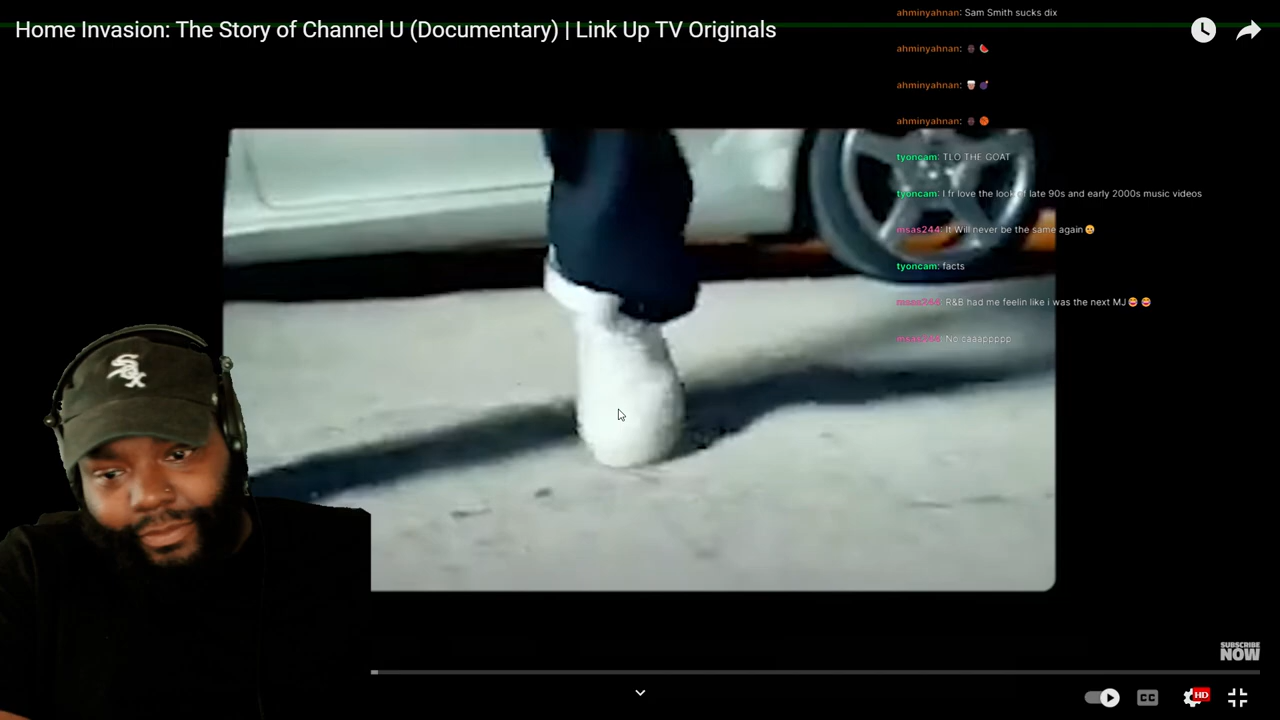 Home Invasion: The Story of Channel U (Documentary) | Link Up TV Originals
ahminyahnan: Sam Smith sucks dix
ahminyahnan:
ahminyahnan:
ahminyahnan:
tyoncam: TLO THE GOAT
tyoncam: I fr love the look of late 90s and early 2000s music videos
msas244: It Will never be the same again
tyoncam: facts
msas244: R&B had me feelin like i was the next MJ
msas244: No caaappppp
SOX
SUBSCRIBE
NOW
CC
HD